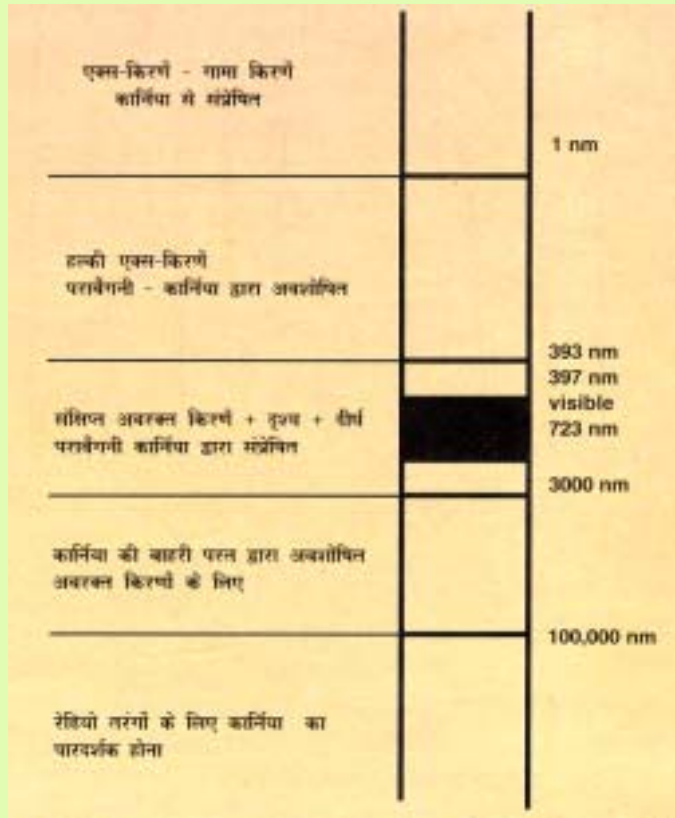 एक्स-किरणें - गामा किरणें
कार्निया से संप्रेषित
1 nm
हल्की एक्स-किरणें
पराबैंगनी - कार्निया द्वारा अवशोषित
393 nm
397 nm
visible
723 nm
संक्षिप्त अवरक्त किरणें + दृश्य + दीर्घ
पराबैंगनी कार्निया द्वारा संप्रेषित
3000 nm
कार्निया की बाहरी परत द्वारा अवशोषित
अवरक्त किरणों के लिए
100,000 nm
रेडियो तरंगों के लिए कार्निया का
पारदर्शक होना